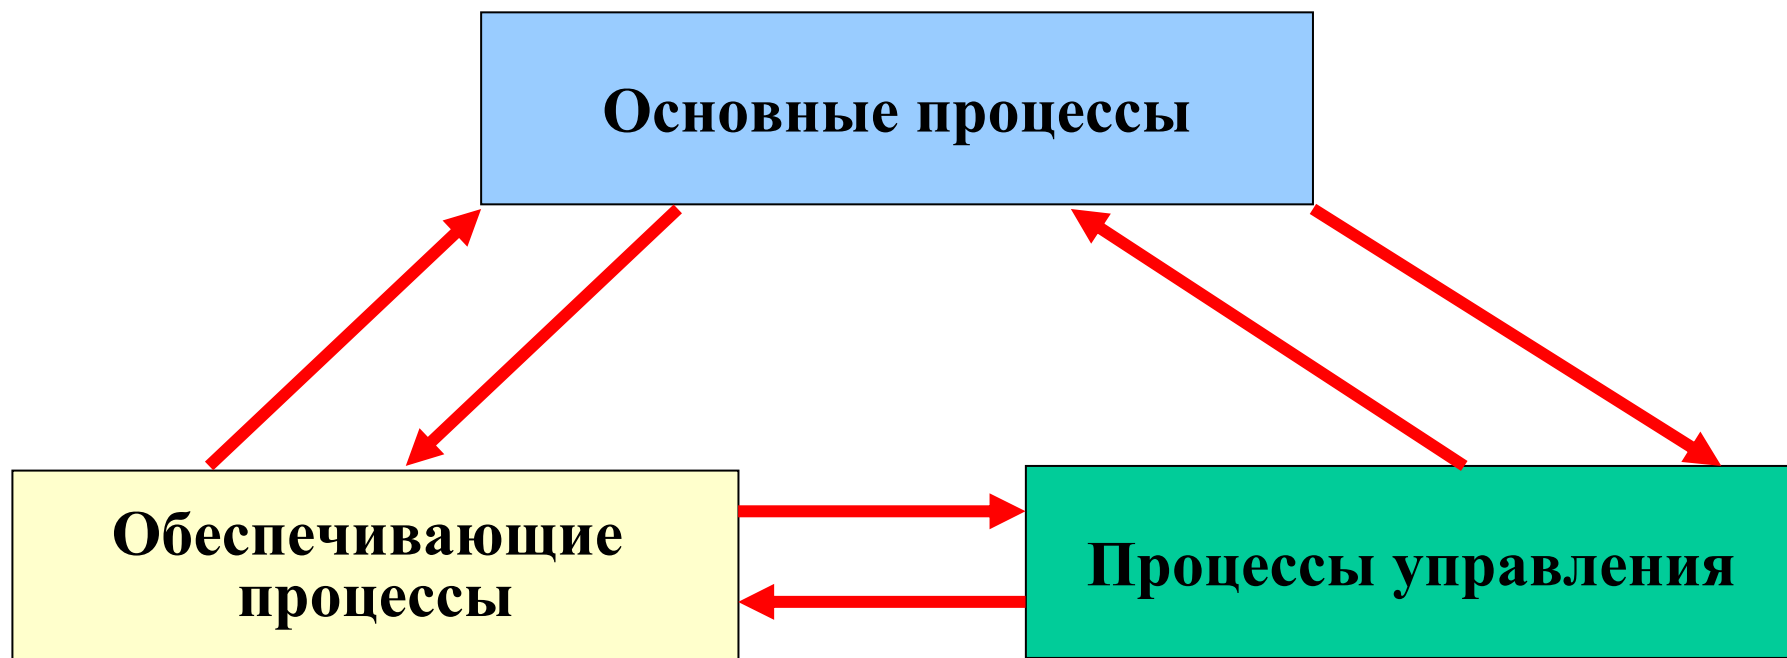 Основные процессы
Обеспечивающие
процессы
Процессы управления